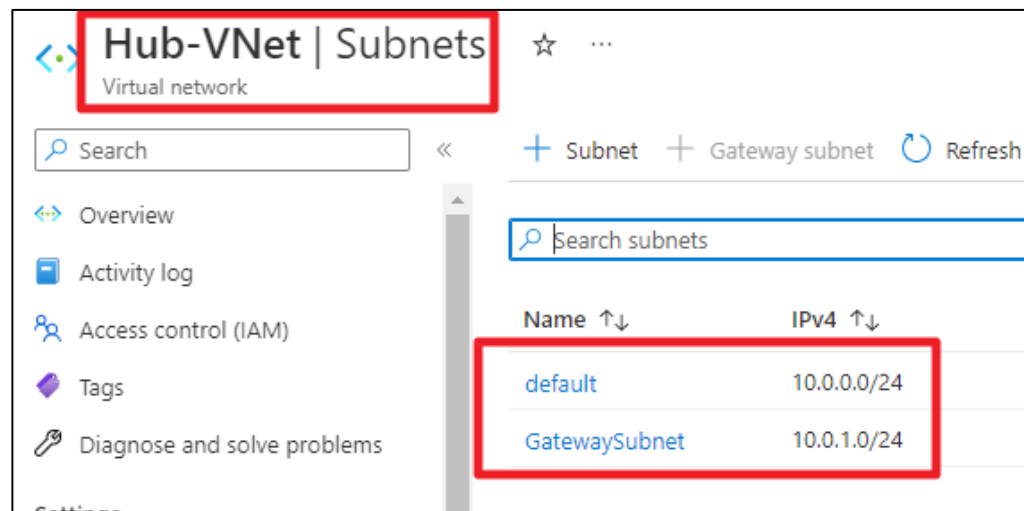 Hub-VNet | Subnets
Virtual network
Search
+ Subnet + Gateway subnet Refresh
Overview
Activity log
Access control (IAM)
Tags
Diagnose and solve problems
Settings
Search subnets
Name ↑↓ IPv4 ↑↓
default 10.0.0.0/24
GatewaySubnet 10.0.1.0/24